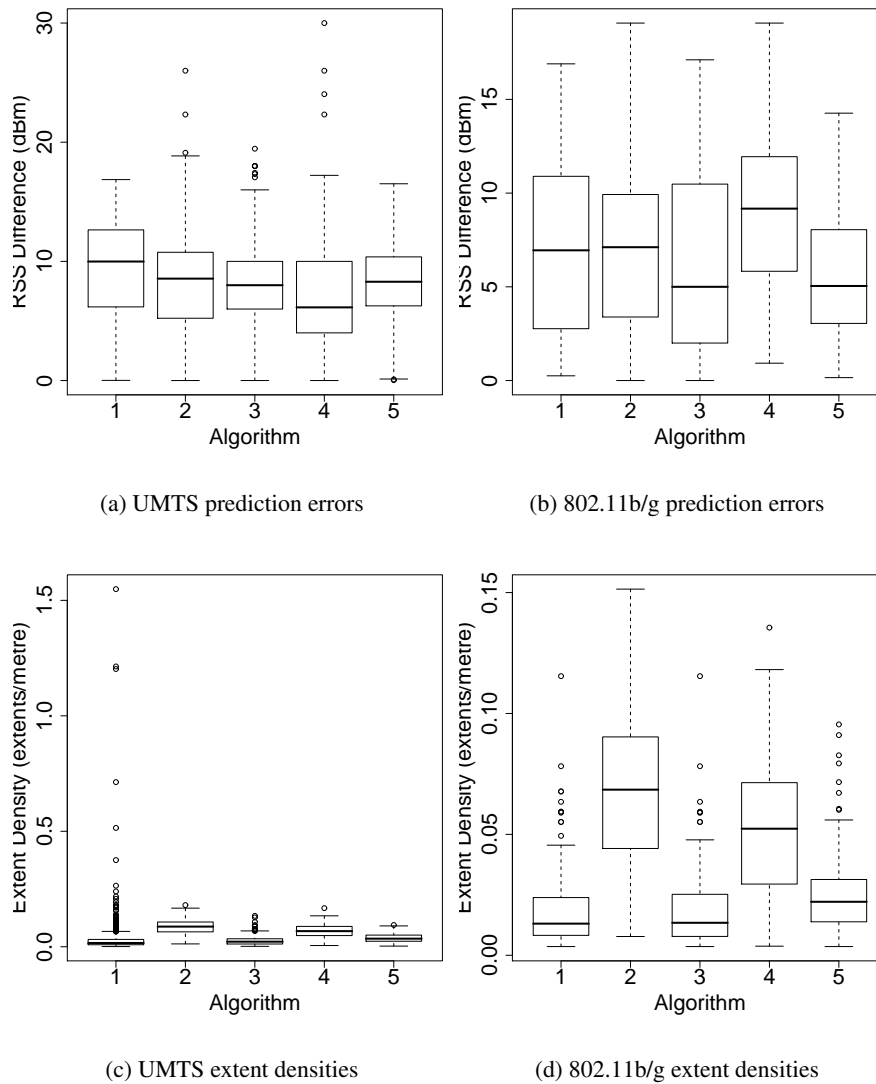 RSS Difference (dBm)
0
10
20
30
1 2 3 4 5
Algorithm
(a) UMTS prediction errors
RSS Difference (dBm)
0
5
10
15
1 2 3 4 5
Algorithm
(b) 802.11b/g prediction errors
Extent Density (extents/metre)
0.0
0.5
1.0
1.5
1 2 3 4 5
Algorithm
(c) UMTS extent densities
Extent Density (extents/metre)
0.00
0.05
0.10
0.15
1 2 3 4 5
Algorithm
(d) 802.11b/g extent densities